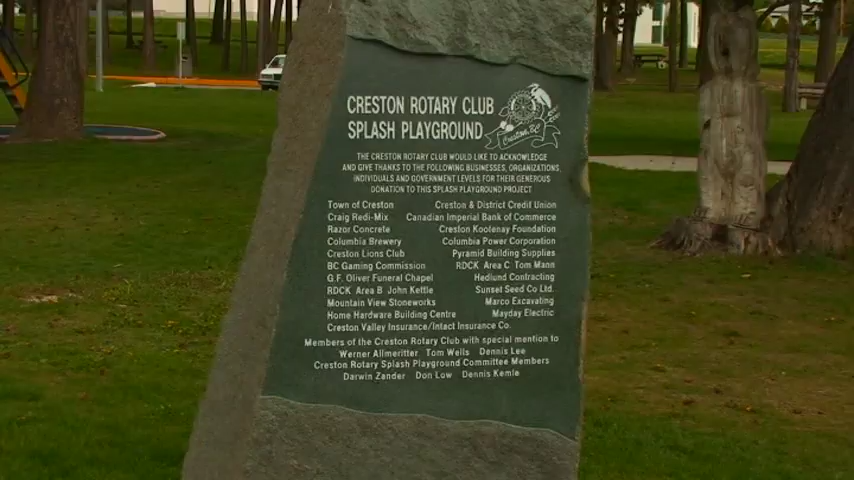 CRESTON ROTARY CLUB
SPLASH PLAYGROUND
Creston, BC
THE CRESTON ROTARY CLUB WOULD LIKE TO ACKNOWLEDGE
AND GIVE THANKS TO THE FOLLOWING BUSINESSES, ORGANIZATIONS,
INDIVIDUALS AND GOVERNMENT LEVELS FOR THEIR GENEROUS
DONATION TO THIS SPLASH PLAYGROUND PROJECT
Town of Creston Creston & District Credit Union
Craig Redi-Mix Canadian Imperial Bank of Commerce
Razor Concrete Creston Kootenay Foundation
Columbia Brewery Columbia Power Corporation
Creston Lions Club Pyramid Building Supplies
BC Gaming Commission RDCK Area C Tom Mann
G.F. Oliver Funeral Chapel Hedlund Contracting
RDCK Area B John Kettle Sunset Seed Co Ltd.
Mountain View Stoneworks Marco Excavating
Home Hardware Building Centre Mayday Electric
Creston Valley Insurance/Intact Insurance Co.
Members of the Creston Rotary Club with special mention to
Werner Allmeritter Tom Wells Dennis Lee
Creston Rotary Splash Playground Committee Members
Darwin Zander Don Low Dennis Kemle